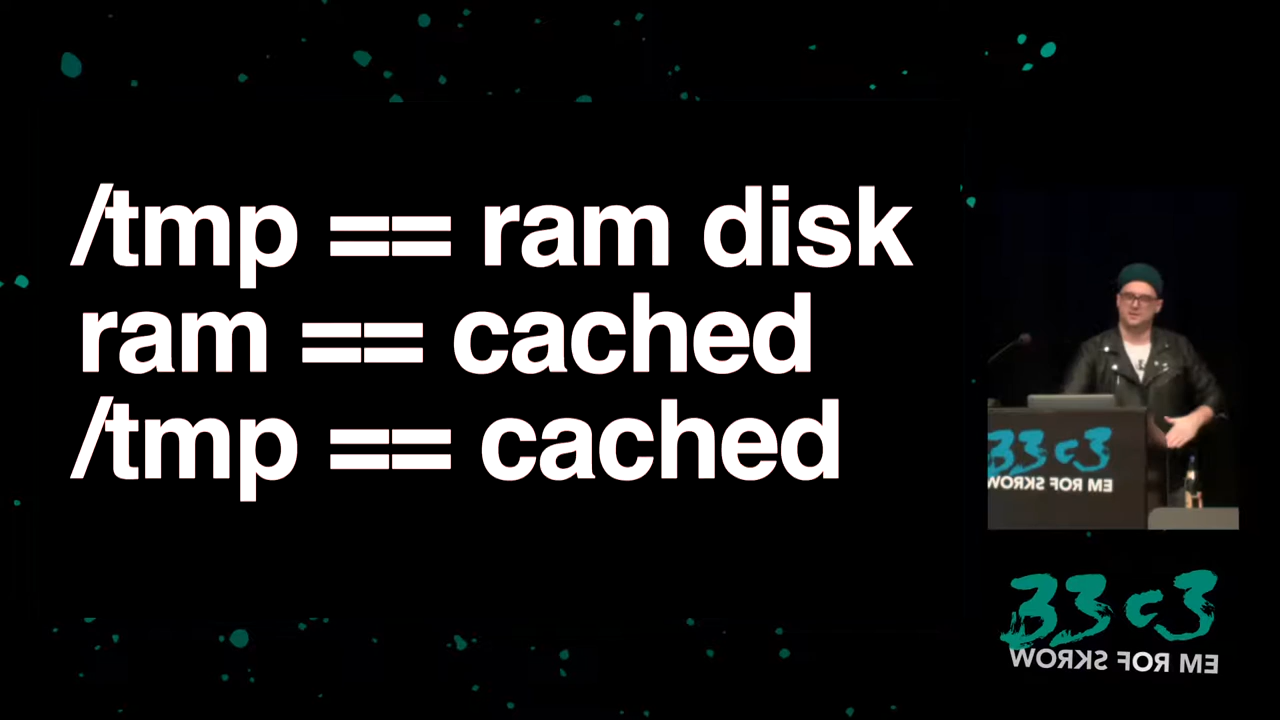 /tmp == ram disk
ram == cached
/tmp == cached
33c3
WORKS FOR ME
33c3
WORKS FOR ME